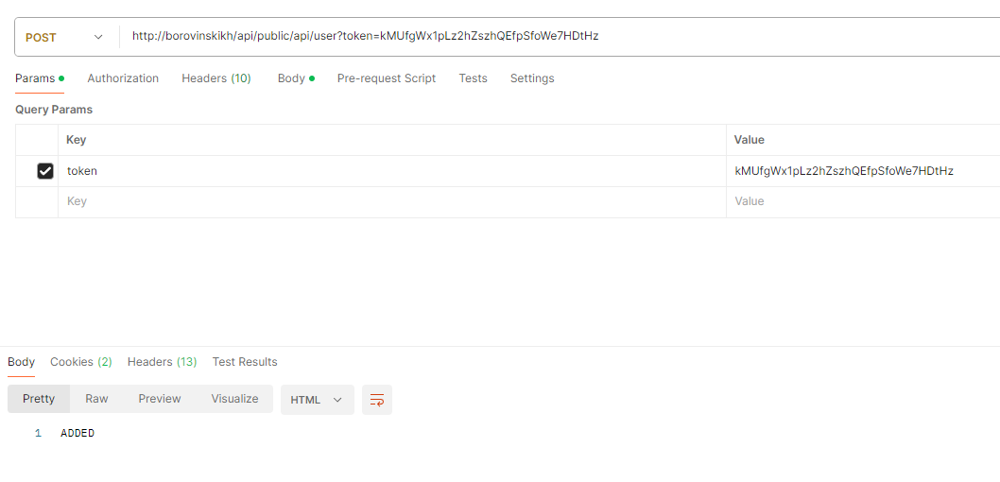 POST http://borovinskikh/api/public/api/user?token=kMUfgWx1pLz2hZszhQEfpSfoWe7HDtHz
Params Authorization Headers (10) Body Pre-request Script Tests Settings
Query Params
Key Value
token kMUfgWx1pLz2hZszhQEfpSfoWe7HDtHz
Key Value
Body Cookies (2) Headers (13) Test Results
Pretty Raw Preview Visualize HTML
1 ADDED